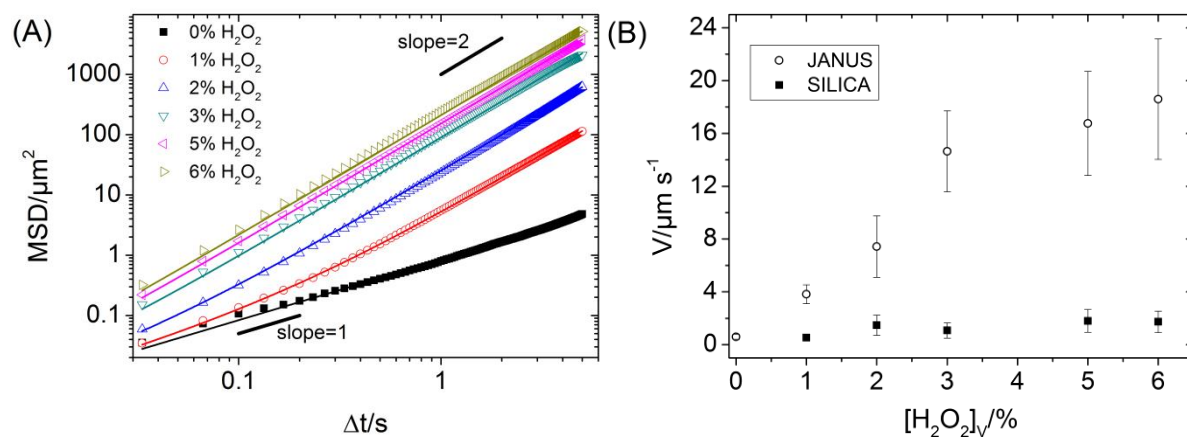 (A)
MSD/μm²
1000
100
10
1
0.1
0% H₂O₂
1% H₂O₂
2% H₂O₂
3% H₂O₂
5% H₂O₂
6% H₂O₂
slope=2
slope=1
0.1
1
Δt/s
(B)
V/μm s⁻¹
24
20
16
12
8
4
0
JANUS
SILICA
0 1 2 3 4 5 6
[H₂O₂]ᵥ/%